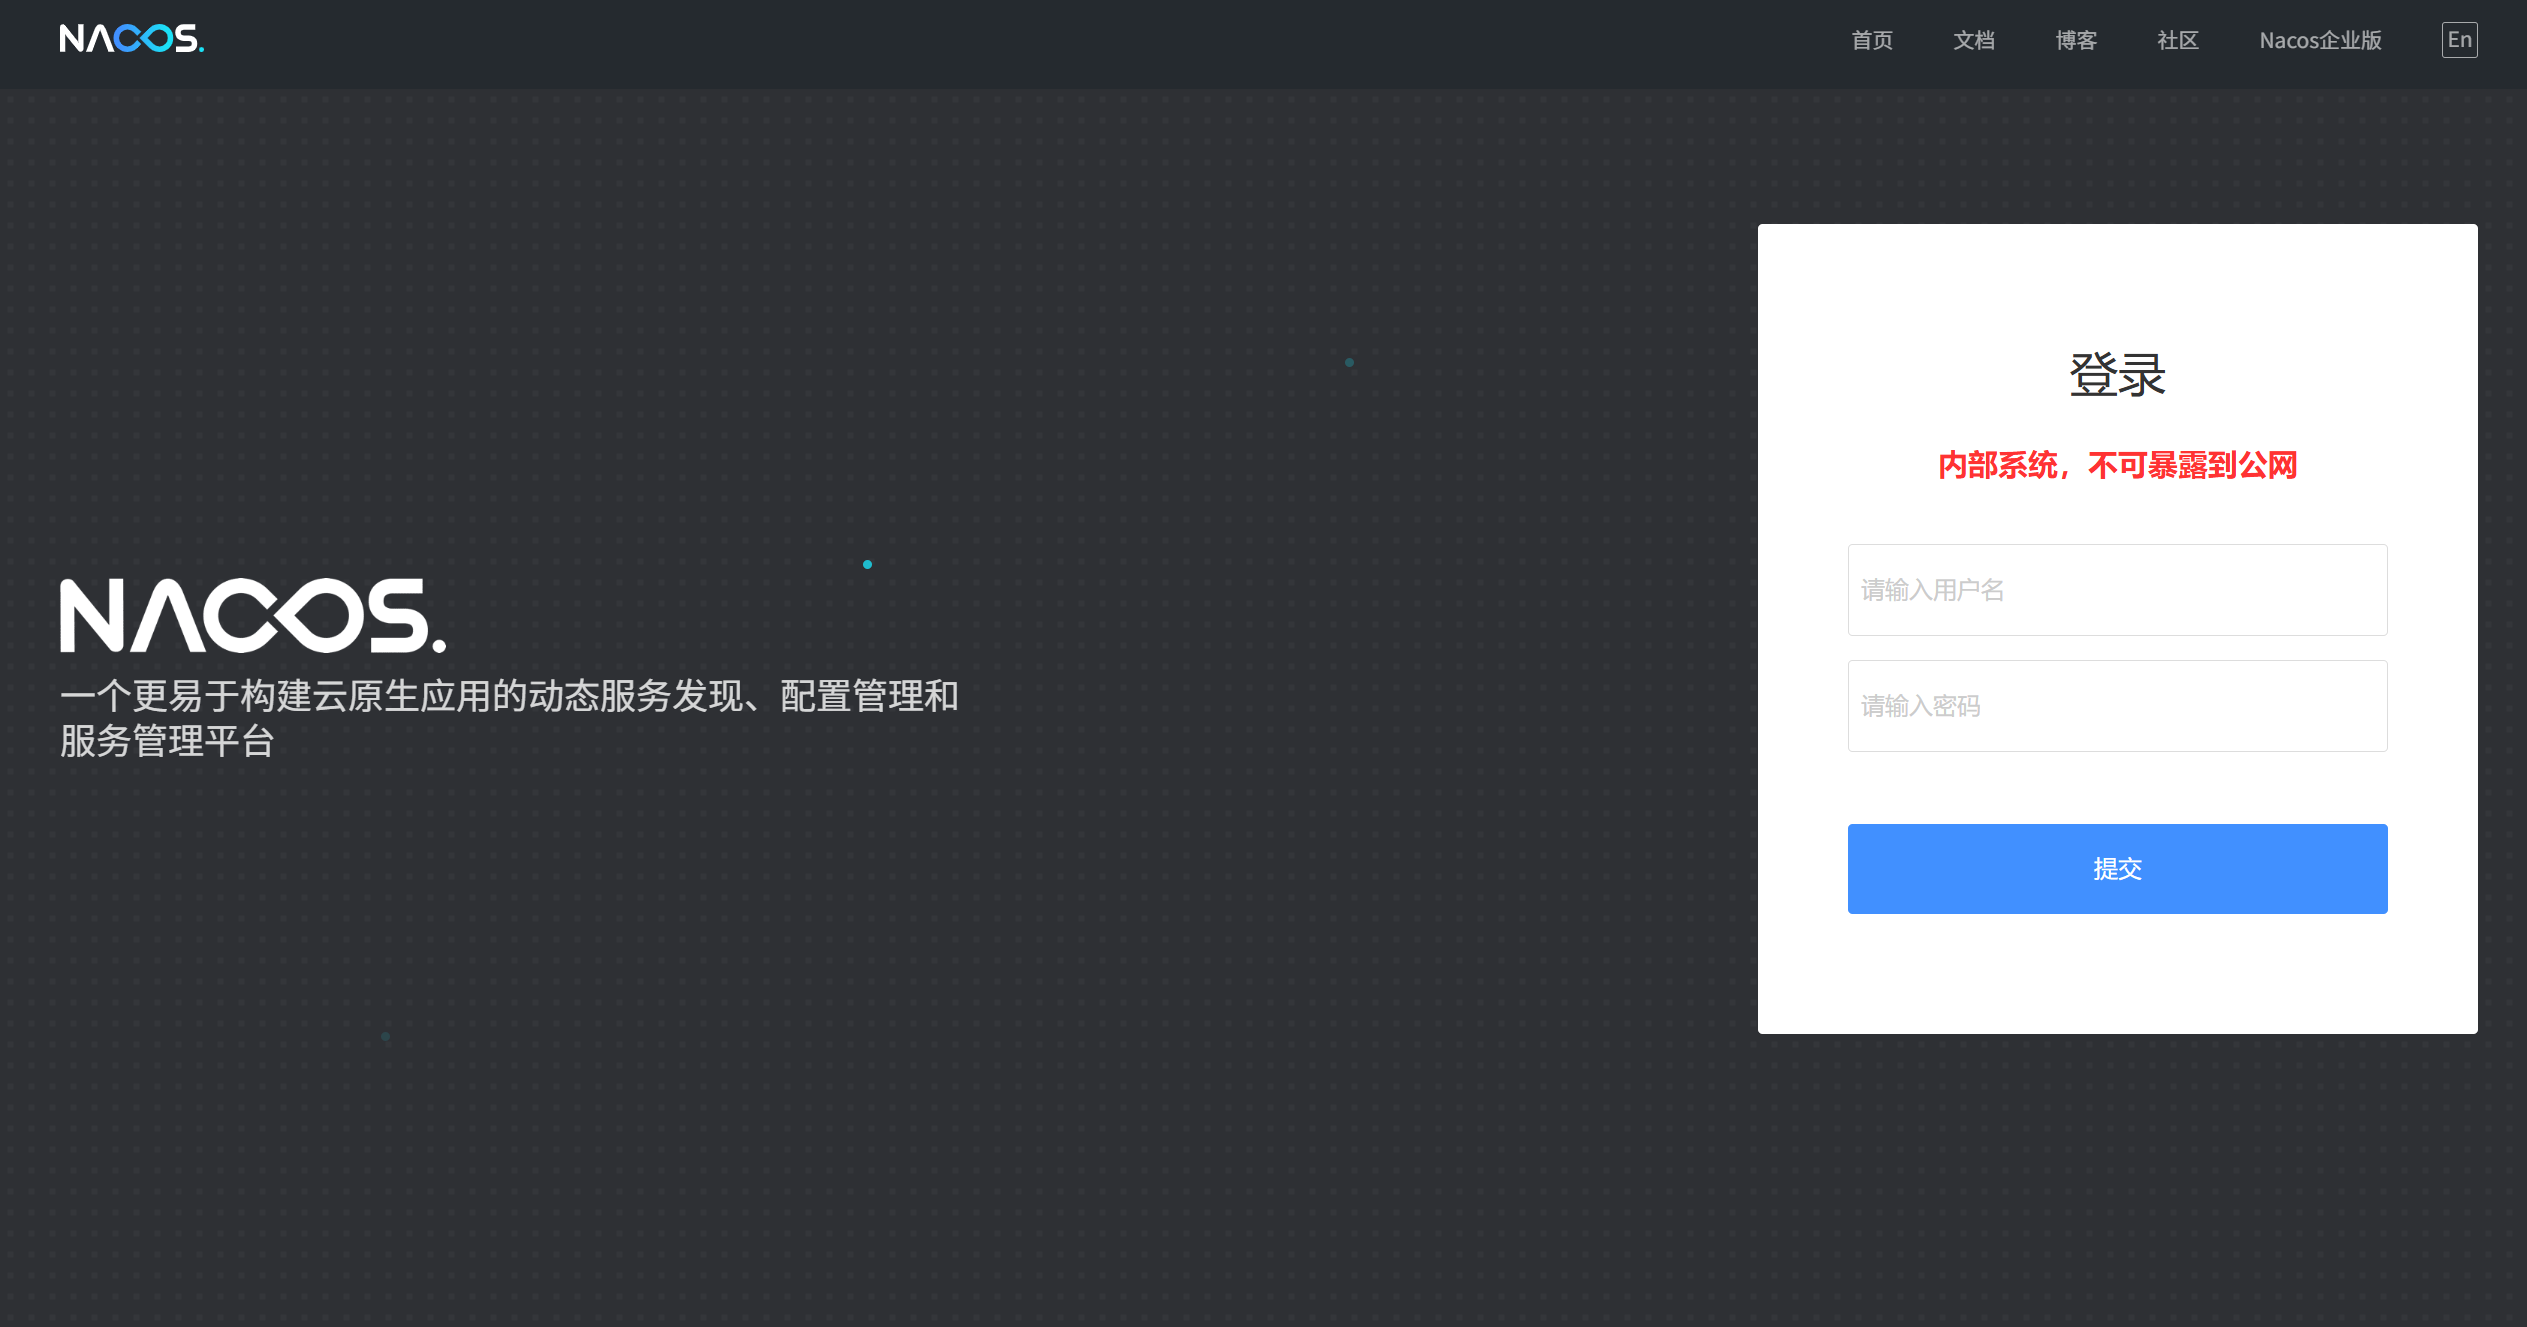 NACOS.
首页
文档
博客
社区
Nacos企业版
En
登录
内部系统，不可暴露到公网
请输入用户名
请输入密码
提交
NACOS.
一个更易于构建云原生应用的动态服务发现、配置管理和
服务管理平台